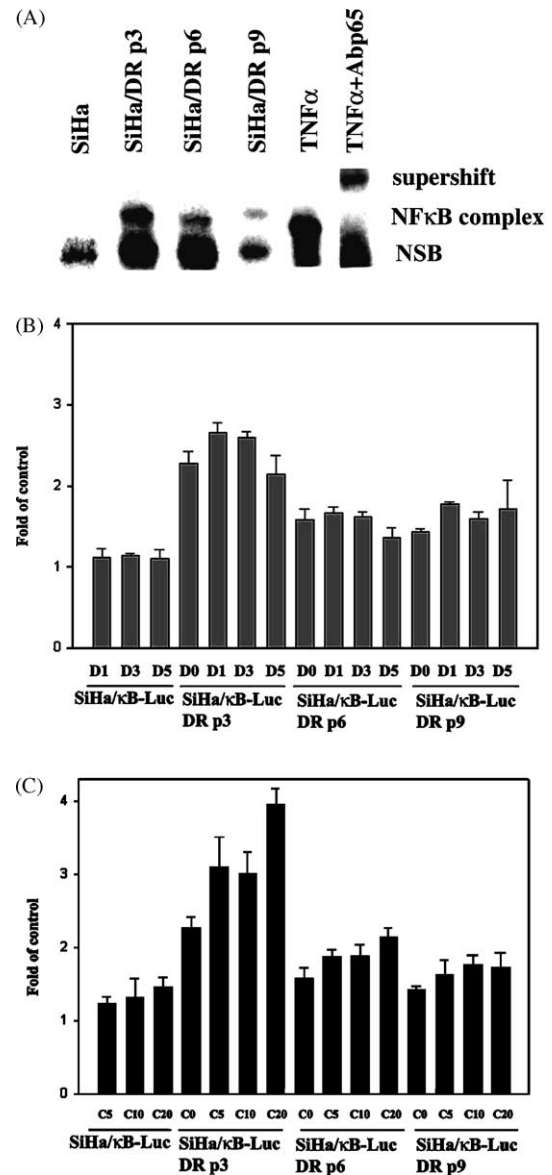 (A)
SiHa
SiHa/DR p3
SiHa/DR p6
SiHa/DR p9
TNFα
TNFα+Abp65
supershift
NFκB complex
NSB
(B)
Fold of control
4
3
2
1
0
D1 D3 D5 D0 D1 D3 D5 D0 D1 D3 D5 D0 D1 D3 D5
SiHa/κB-Luc SiHa/κB-Luc SiHa/κB-Luc SiHa/κB-Luc
DR p3 DR p6 DR p9
(C)
Fold of control
4
3
2
1
0
C5 C10 C20 C0 C5 C10 C20 C0 C5 C10 C20 C0 C5 C10 C20
SiHa/κB-Luc SiHa/κB-Luc SiHa/κB-Luc SiHa/κB-Luc
DR p3 DR p6 DR p9